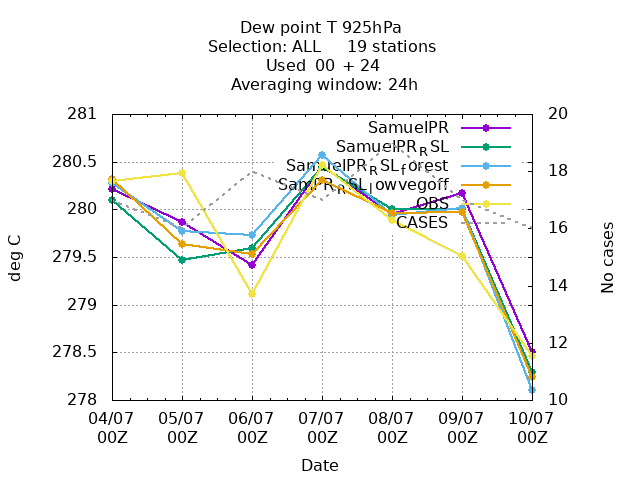 Dew point T 925hPa
Selection: ALL 19 stations
Used 00 + 24
Averaging window: 24h
281
280.5
280
279.5
279
278.5
278
20
18
16
14
12
10
deg C
No cases
SamuelPR
SamuelPR_RSL
SamuelPR_RSL_forest
SamPR_RSL_lowvegoff
OBS
CASES
04/07 05/07 06/07 07/07 08/07 09/07 10/07
00Z 00Z 00Z 00Z 00Z 00Z 00Z
Date